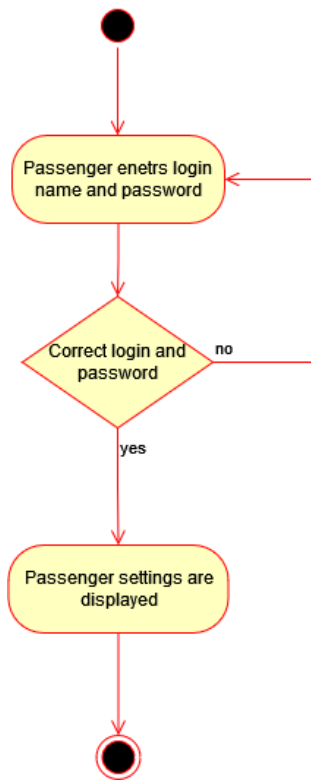 Passenger enetrs login
name and password
Correct login and
password
no
yes
Passenger settings are
displayed